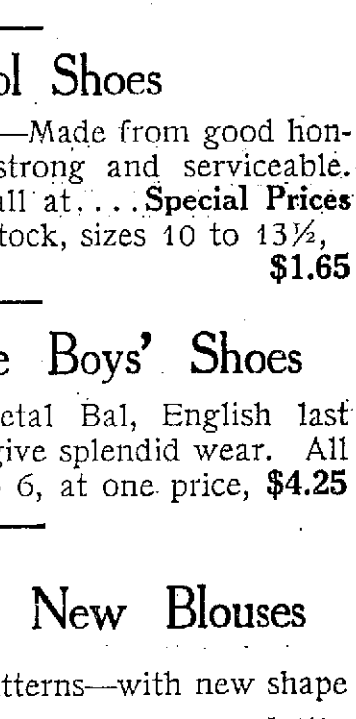 ol Shoes
—Made from good hon-
strong and serviceable.
all at....Special Prices
tock, sizes 10 to 13½,
$1.65
e Boys' Shoes
etal Bal, English last
give splendid wear. All
6, at one price, $4.25
New Blouses
tterns—with new shape